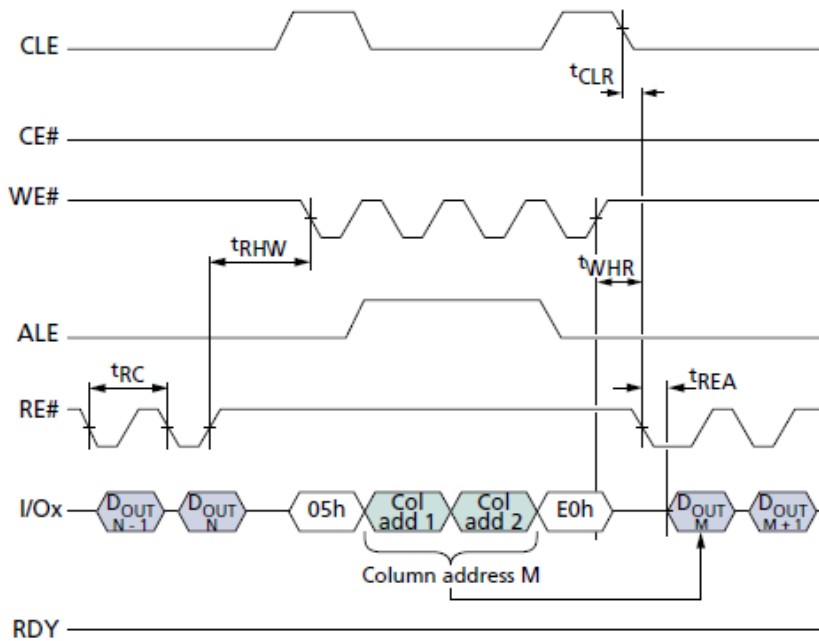 CLE
tCLR
CE#
WE#
tRHW
tWHR
ALE
tRC
tREA
RE#
I/Ox
DOUT N - 1
DOUT N
05h
Col add 1
Col add 2
E0h
DOUT M
DOUT M + 1
Column address M
RDY